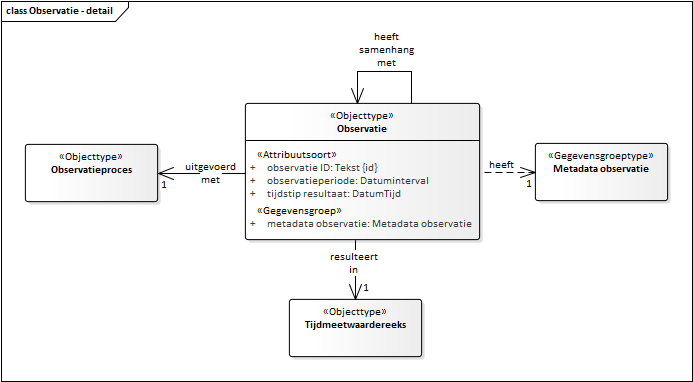 class Observatie - detail
heeft
samenhang
met
«Objecttype»
Observatie
«Attribuutsoort»
+ observatie ID: Tekst {id}
+ observatieperiode: Datuminterval
+ tijdstip resultaat: DatumTijd
«Gegevensgroep»
+ metadata observatie: Metadata observatie
«Objecttype»
Observatieproces
uitgevoerd
met
1
heeft
1
«Gegevensgroeptype»
Metadata observatie
resulteert
in
1
«Objecttype»
Tijdmeetwaardereeks